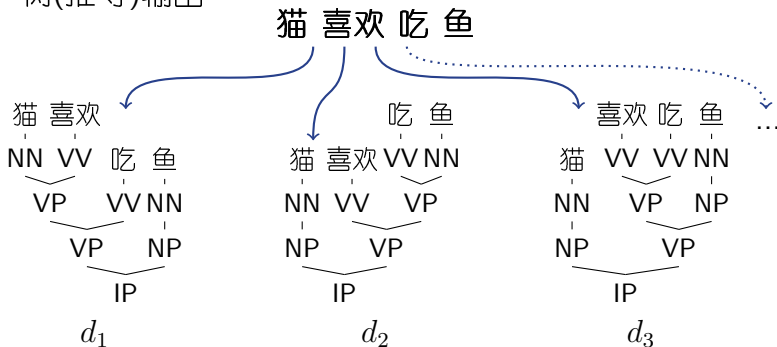 猫 喜欢 吃 鱼
猫 喜欢 吃 鱼 喜欢 吃 鱼 ...
NN VV 吃 鱼 猫 喜欢 VV NN 猫 VV VV NN
VP VV NN NN VV VP NN VP NP
VP NP NP VP NP VP
IP IP IP
d1 d2 d3